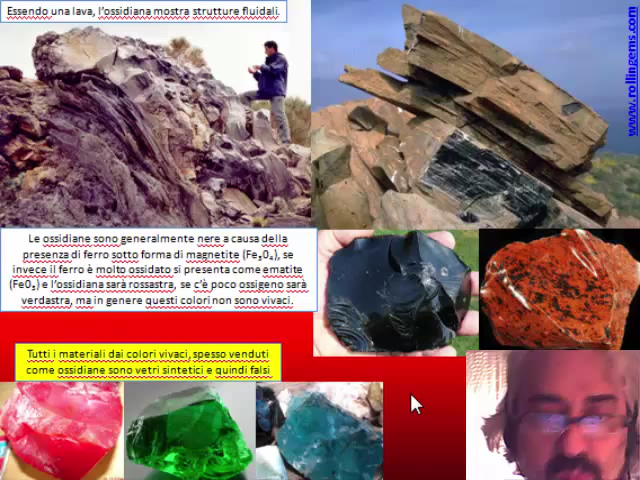 Essendo una lava, l'ossidiana mostra strutture fluidali.
www.rollingems.com
Le ossidiane sono generalmente nere a causa della
presenza di ferro sotto forma di magnetite (Fe₃0₄), se
invece il ferro è molto ossidato si presenta come ematite
(Fe0₃) e l'ossidiana sarà rossastra, se c'è poco ossigeno sarà
verdastra, ma in genere questi colori non sono vivaci.
Tutti i materiali dai colori vivaci, spesso venduti
come ossidiane sono vetri sintetici e quindi falsi